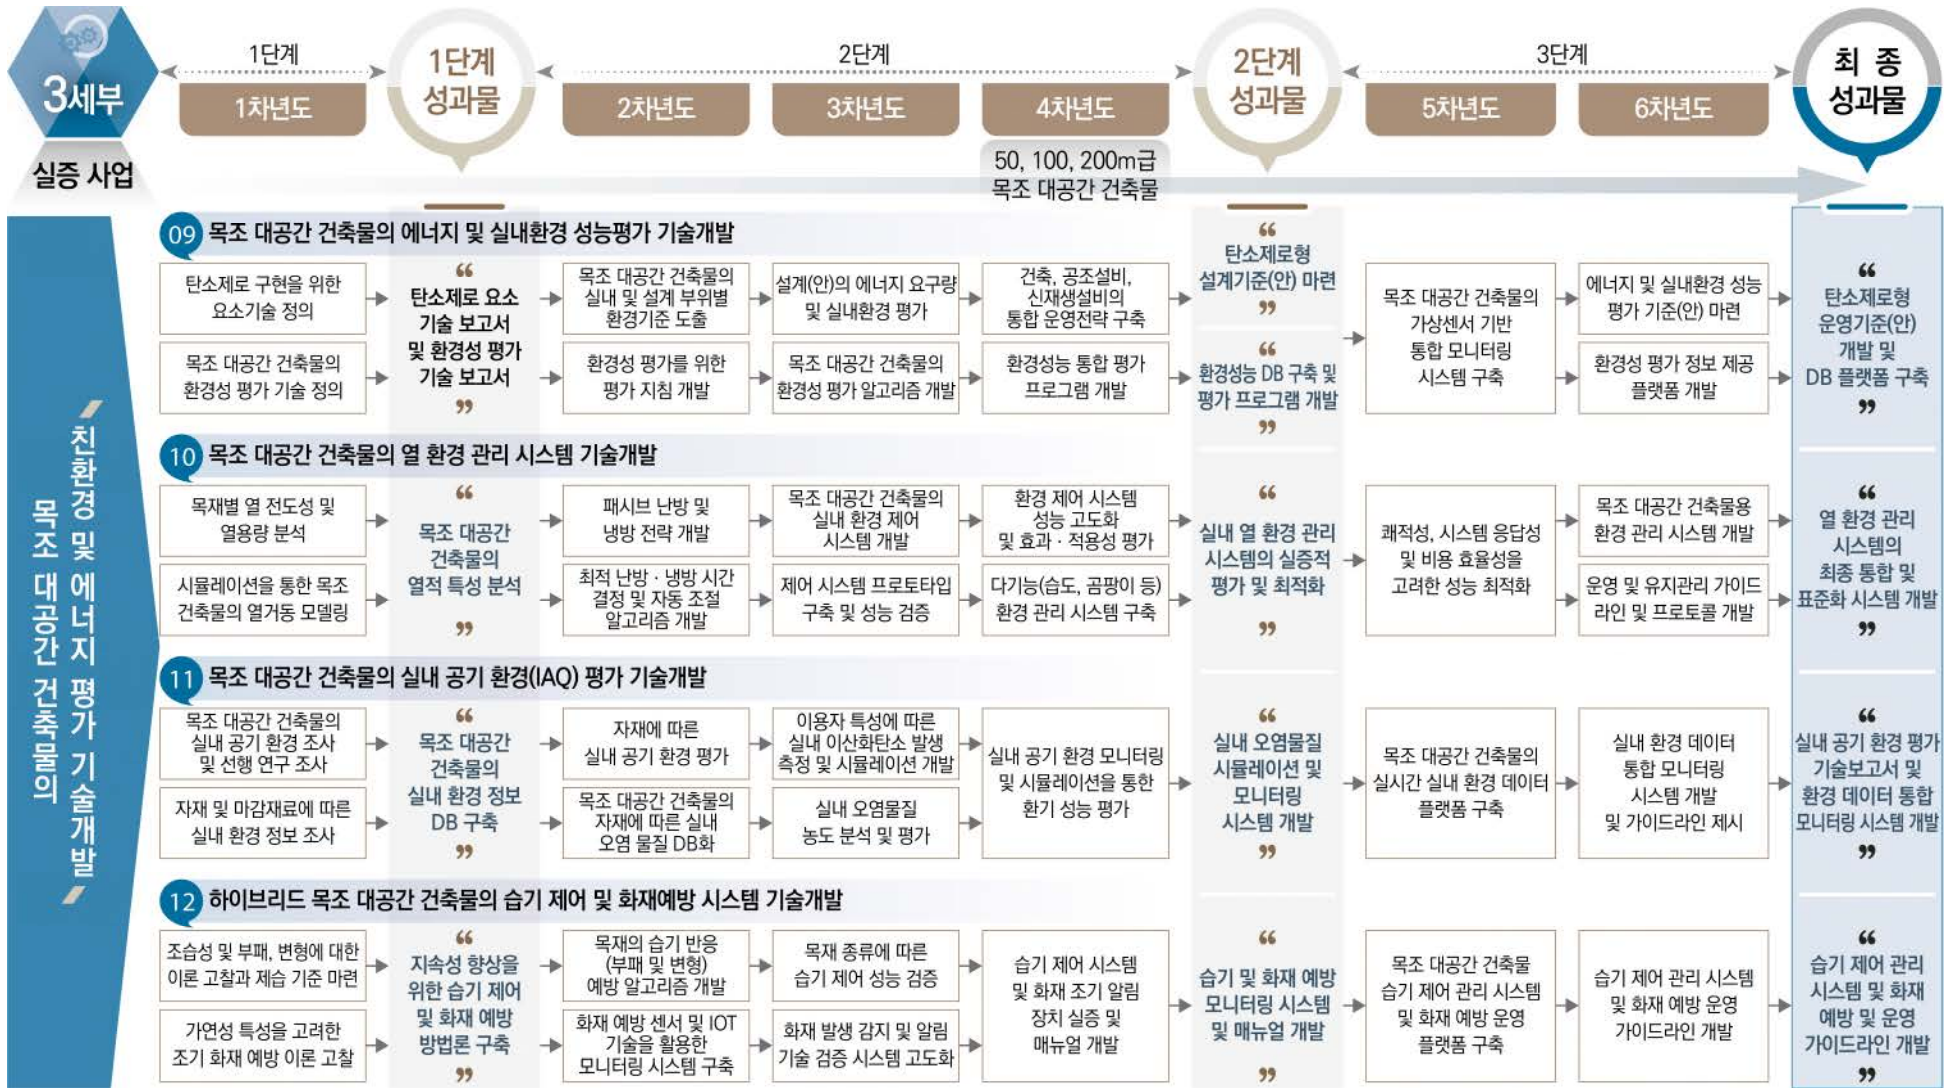 3세부
실증 사업
1단계
1차년도
1단계
성과물
2단계
2차년도
3차년도
4차년도
50, 100, 200m급
목조 대공간 건축물
2단계
성과물
3단계
5차년도
6차년도
최 종
성과물
목조 대공간 건축물의
친환경 및 에너지 평가 기술개발
09 목조 대공간 건축물의 에너지 및 실내환경 성능평가 기술개발
탄소제로 구현을 위한
요소기술 정의
목조 대공간 건축물의
환경성 평가 기술 정의
“
탄소제로 요소
기술 보고서
및 환경성 평가
기술 보고서
”
목조 대공간 건축물의
실내 및 설계 부위별
환경기준 도출
환경성 평가를 위한
평가 지침 개발
설계(안)의 에너지 요구량
및 실내환경 평가
목조 대공간 건축물의
환경성 평가 알고리즘 개발
건축, 공조설비,
신재생설비의
통합 운영전략 구축
환경성능 통합 평가
프로그램 개발
“
탄소제로형
설계기준(안) 마련
”
“
환경성능 DB 구축 및
평가 프로그램 개발
”
목조 대공간 건축물의
가상센서 기반
통합 모니터링
시스템 구축
에너지 및 실내환경 성능
평가 기준(안) 마련
환경성 평가 정보 제공
플랫폼 개발
“
탄소제로형
운영기준(안)
개발 및
DB 플랫폼 구축
”
10 목조 대공간 건축물의 열 환경 관리 시스템 기술개발
목재별 열 전도성 및
열용량 분석
시뮬레이션을 통한 목조
건축물의 열거동 모델링
“
목조 대공간
건축물의
열적 특성 분석
”
패시브 난방 및
냉방 전략 개발
최적 난방 · 냉방 시간
결정 및 자동 조절
알고리즘 개발
목조 대공간 건축물의
실내 환경 제어
시스템 개발
제어 시스템 프로토타입
구축 및 성능 검증
환경 제어 시스템
성능 고도화
및 효과 · 적용성 평가
다기능(습도, 곰팡이 등)
환경 관리 시스템 구축
“
실내 열 환경 관리
시스템의 실증적
평가 및 최적화
”
쾌적성, 시스템 응답성
및 비용 효율성을
고려한 성능 최적화
목조 대공간 건축물용
환경 관리 시스템 개발
운영 및 유지관리 가이드
라인 및 프로토콜 개발
“
열 환경 관리
시스템의
최종 통합 및
표준화 시스템 개발
”
11 목조 대공간 건축물의 실내 공기 환경(IAQ) 평가 기술개발
목조 대공간 건축물의
실내 공기 환경 조사
및 선행 연구 조사
자재 및 마감재료에 따른
실내 환경 정보 조사
“
목조 대공간
건축물의
실내 환경 정보
DB 구축
”
자재에 따른
실내 공기 환경 평가
목조 대공간 건축물의
자재에 따른 실내
오염 물질 DB화
이용자 특성에 따른
실내 이산화탄소 발생
측정 및 시뮬레이션 개발
실내 오염물질
농도 분석 및 평가
실내 공기 환경 모니터링
및 시뮬레이션을 통한
환기 성능 평가
“
실내 오염물질
시뮬레이션 및
모니터링
시스템 개발
”
목조 대공간 건축물의
실시간 실내 환경 데이터
플랫폼 구축
실내 환경 데이터
통합 모니터링
시스템 개발
및 가이드라인 제시
“
실내 공기 환경 평가
기술보고서 및
환경 데이터 통합
모니터링 시스템 개발
”
12 하이브리드 목조 대공간 건축물의 습기 제어 및 화재예방 시스템 기술개발
조습성 및 부패, 변형에 대한
이론 고찰과 제습 기준 마련
가연성 특성을 고려한
조기 화재 예방 이론 고찰
“
지속성 향상을
위한 습기 제어
및 화재 예방
방법론 구축
”
목재의 습기 반응
(부패 및 변형)
예방 알고리즘 개발
화재 예방 센서 및 IOT
기술을 활용한
모니터링 시스템 구축
목재 종류에 따른
습기 제어 성능 검증
화재 발생 감지 및 알림
기술 검증 시스템 고도화
습기 제어 시스템
및 화재 조기 알림
장치 실증 및
매뉴얼 개발
“
습기 및 화재 예방
모니터링 시스템
및 매뉴얼 개발
”
목조 대공간 건축물
습기 제어 관리 시스템
및 화재 예방 운영
플랫폼 구축
습기 제어 관리 시스템
및 화재 예방 운영
가이드라인 개발
“
습기 제어 관리
시스템 및 화재
예방 및 운영
가이드라인 개발
”